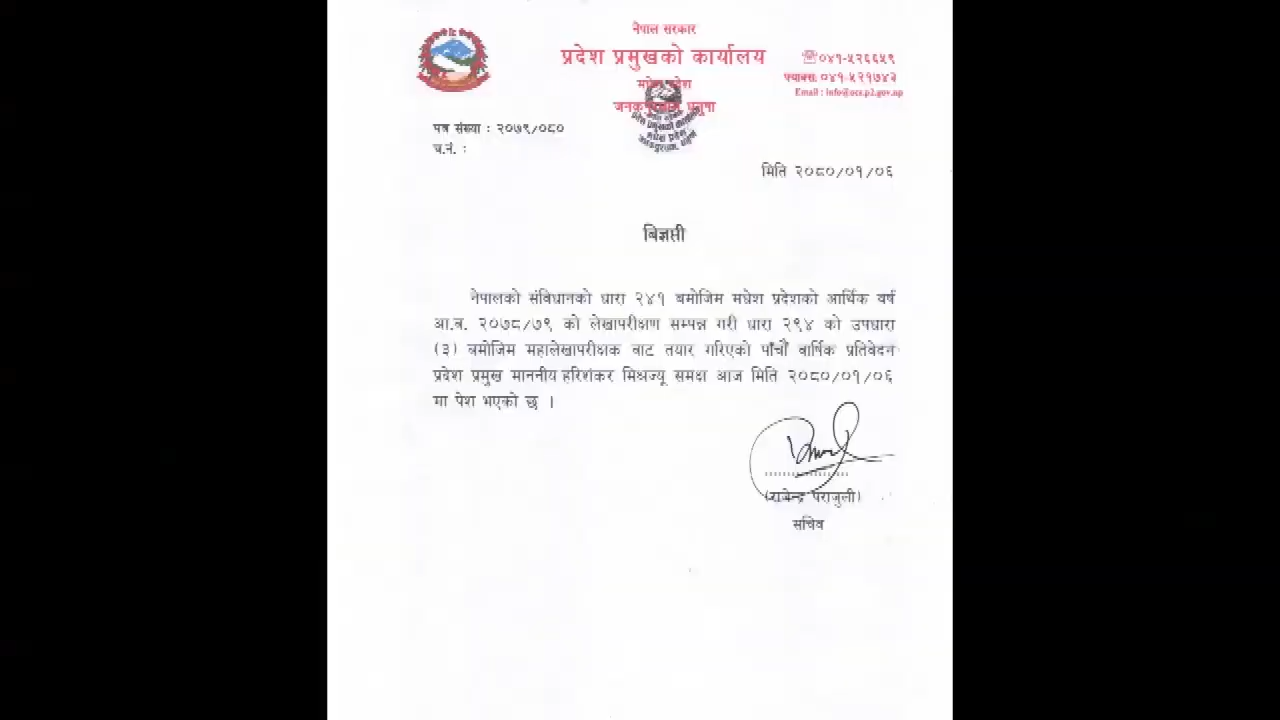 नेपाल सरकार
प्रदेश प्रमुखको कार्यालय
मधेश प्रदेश
जनकपुरधाम, धनुषा
☎०४१-५२६६५९
फ्याक्स: ०४१-५२१७४२
Email : info@ocs.p2.gov.np
पत्र संख्या : २०७९/०८०
च.नं. :
मिति २०८०/०१/०६
बिज्ञप्ती
नेपालको संविधानको धारा २४१ बमोजिम मधेश प्रदेशको आर्थिक वर्ष
आ.व. २०७८/७९ को लेखापरीक्षण सम्पन्न गरी धारा २९४ को उपधारा
(३) बमोजिम महालेखापरीक्षक बाट तयार गरिएको पाँचौं वार्षिक प्रतिवेदन
प्रदेश प्रमुख माननीय हरिशंकर मिश्रज्यू समक्ष आज मिति २०८०/०१/०६
मा पेश भएको छ ।
(राजेन्द्र पराजुली)
सचिव